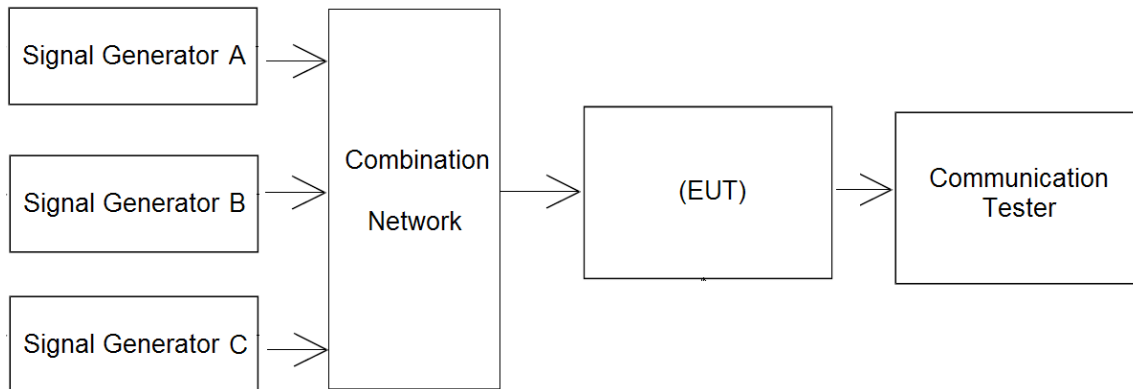 Signal Generator A
Signal Generator B
Signal Generator C
Combination
Network
(EUT)
Communication
Tester